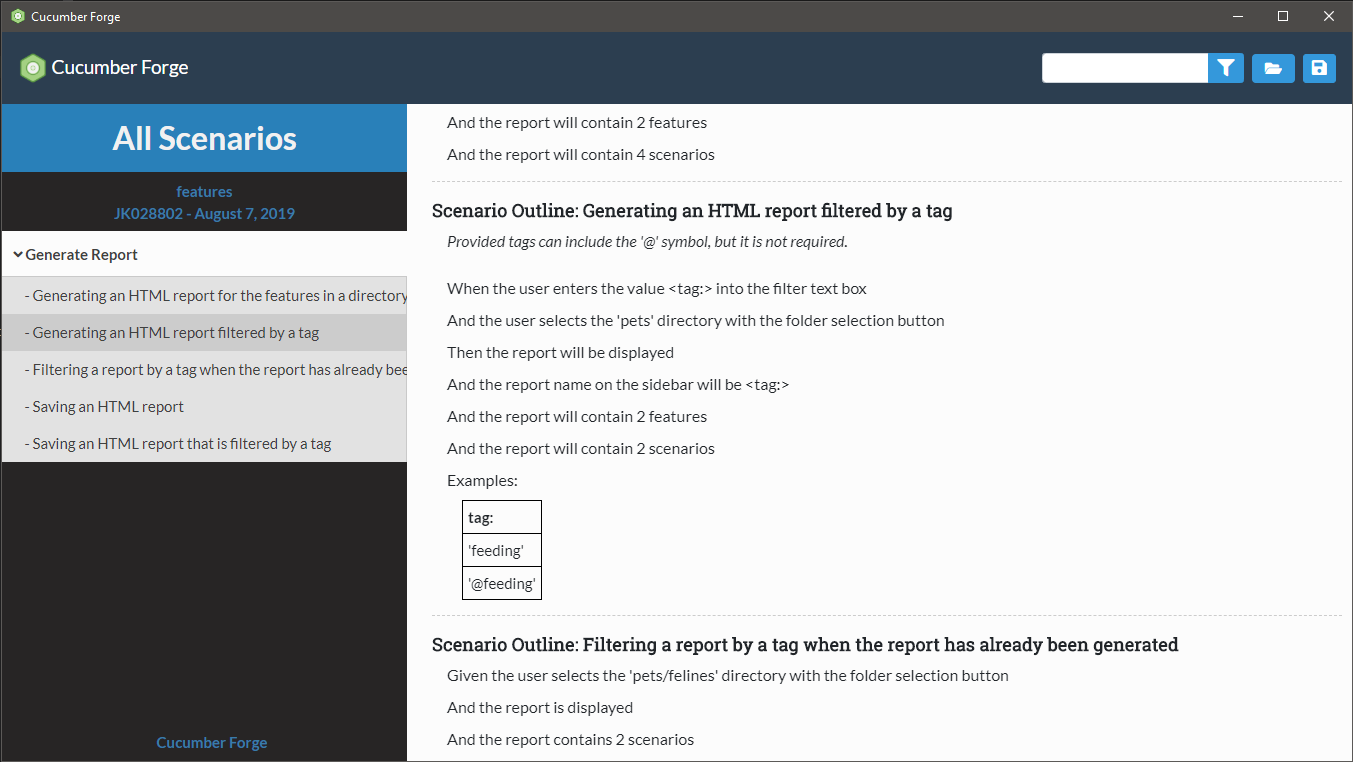 Cucumber Forge
Cucumber Forge
All Scenarios
features
JK028802 - August 7, 2019
Generate Report
- Generating an HTML report for the features in a directory
- Generating an HTML report filtered by a tag
- Filtering a report by a tag when the report has already bee
- Saving an HTML report
- Saving an HTML report that is filtered by a tag
Cucumber Forge
And the report will contain 2 features
And the report will contain 4 scenarios
Scenario Outline: Generating an HTML report filtered by a tag
Provided tags can include the '@' symbol, but it is not required.
When the user enters the value <tag:> into the filter text box
And the user selects the 'pets' directory with the folder selection button
Then the report will be displayed
And the report name on the sidebar will be <tag:>
And the report will contain 2 features
And the report will contain 2 scenarios
Examples:
tag:
'feeding'
'@feeding'
Scenario Outline: Filtering a report by a tag when the report has already been generated
Given the user selects the 'pets/felines' directory with the folder selection button
And the report is displayed
And the report contains 2 scenarios